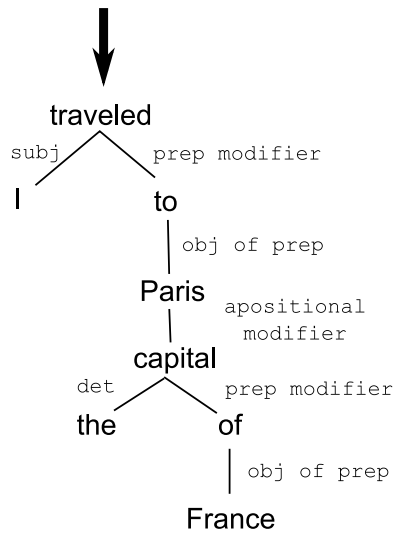 traveled
subj prep modifier
I to
obj of prep
Paris
apositional
modifier
capital
det prep modifier
the of
obj of prep
France